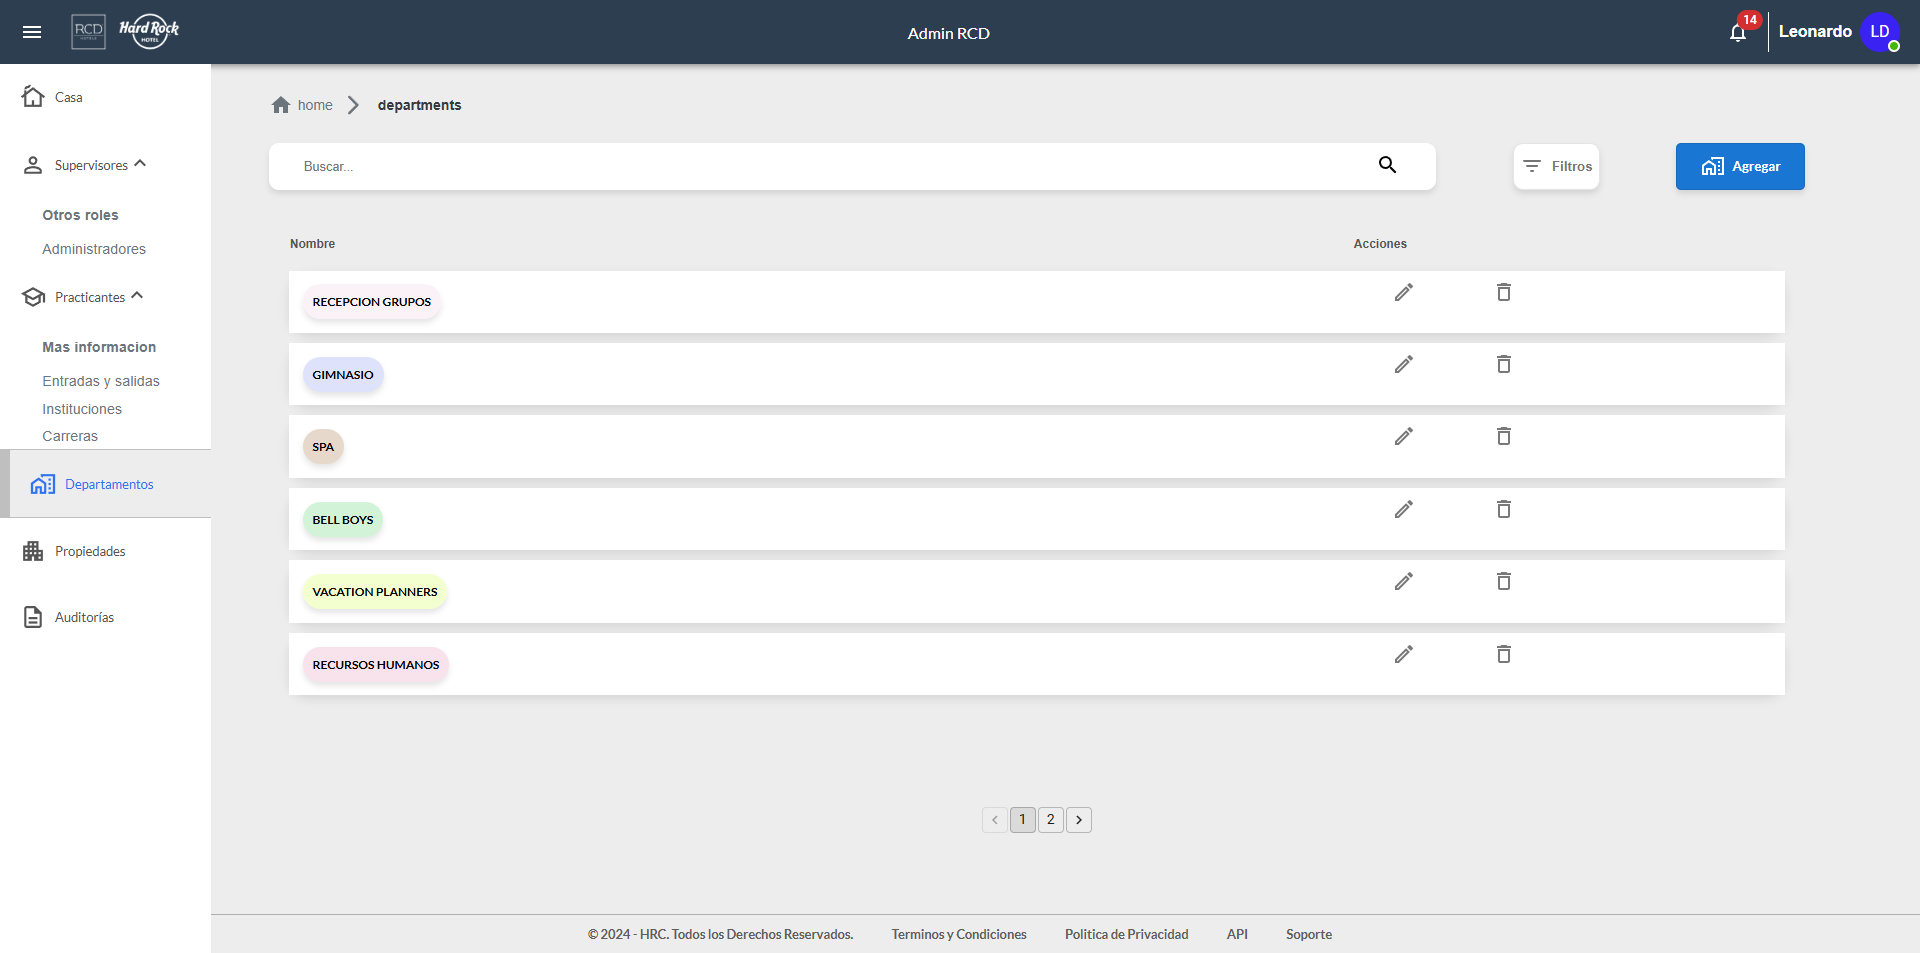 RCD
HOTELS
Hard Rock
HOTEL
Admin RCD
14
Leonardo
LD
Casa
Supervisores
Otros roles
Administradores
Practicantes
Mas informacion
Entradas y salidas
Instituciones
Carreras
Departamentos
Propiedades
Auditorías
home
departments
Buscar...
Filtros
Agregar
Nombre
Acciones
RECEPCION GRUPOS
GIMNASIO
SPA
BELL BOYS
VACATION PLANNERS
RECURSOS HUMANOS
1
2
© 2024 - HRC. Todos los Derechos Reservados.
Terminos y Condiciones
Politica de Privacidad
API
Soporte